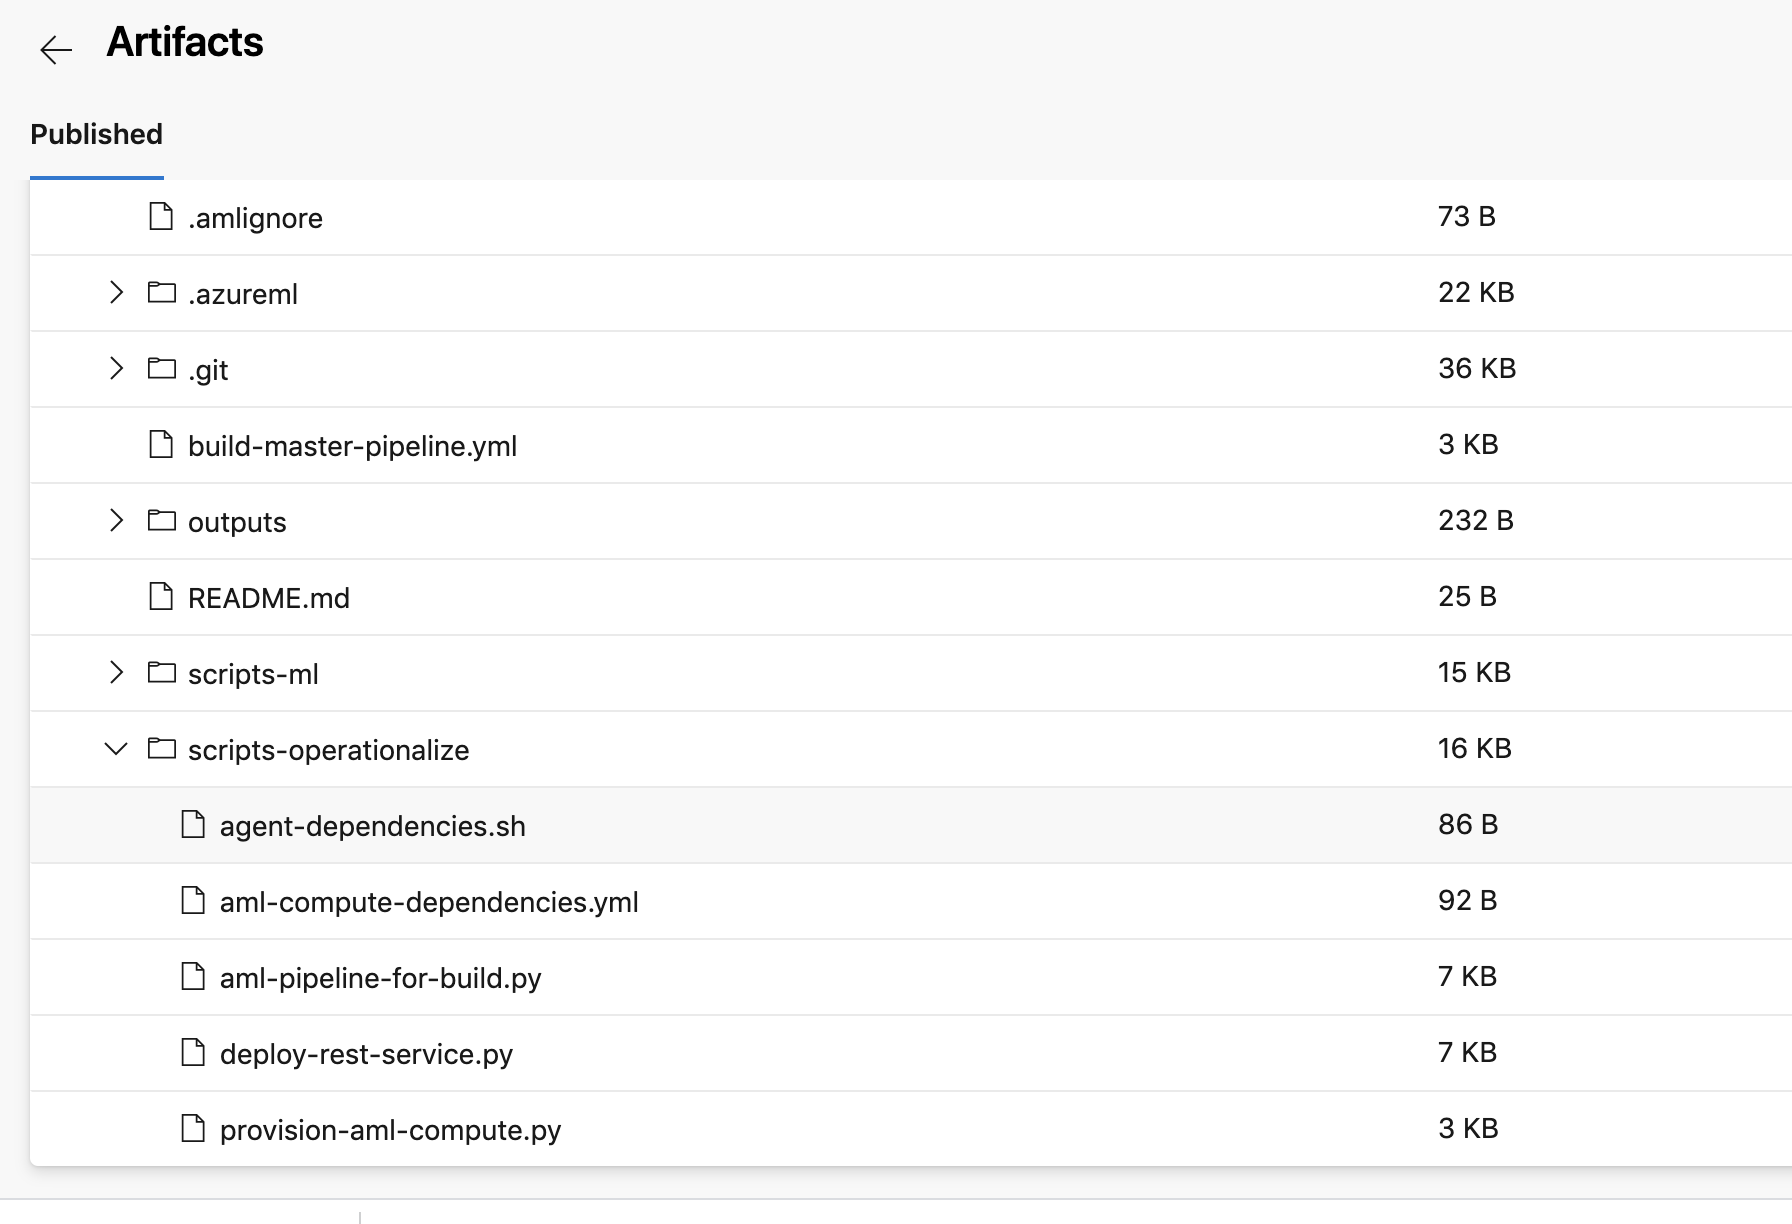 Artifacts
Published
.amlignore 73 B
.azureml 22 KB
.git 36 KB
build-master-pipeline.yml 3 KB
outputs 232 B
README.md 25 B
scripts-ml 15 KB
scripts-operationalize 16 KB
agent-dependencies.sh 86 B
aml-compute-dependencies.yml 92 B
aml-pipeline-for-build.py 7 KB
deploy-rest-service.py 7 KB
provision-aml-compute.py 3 KB